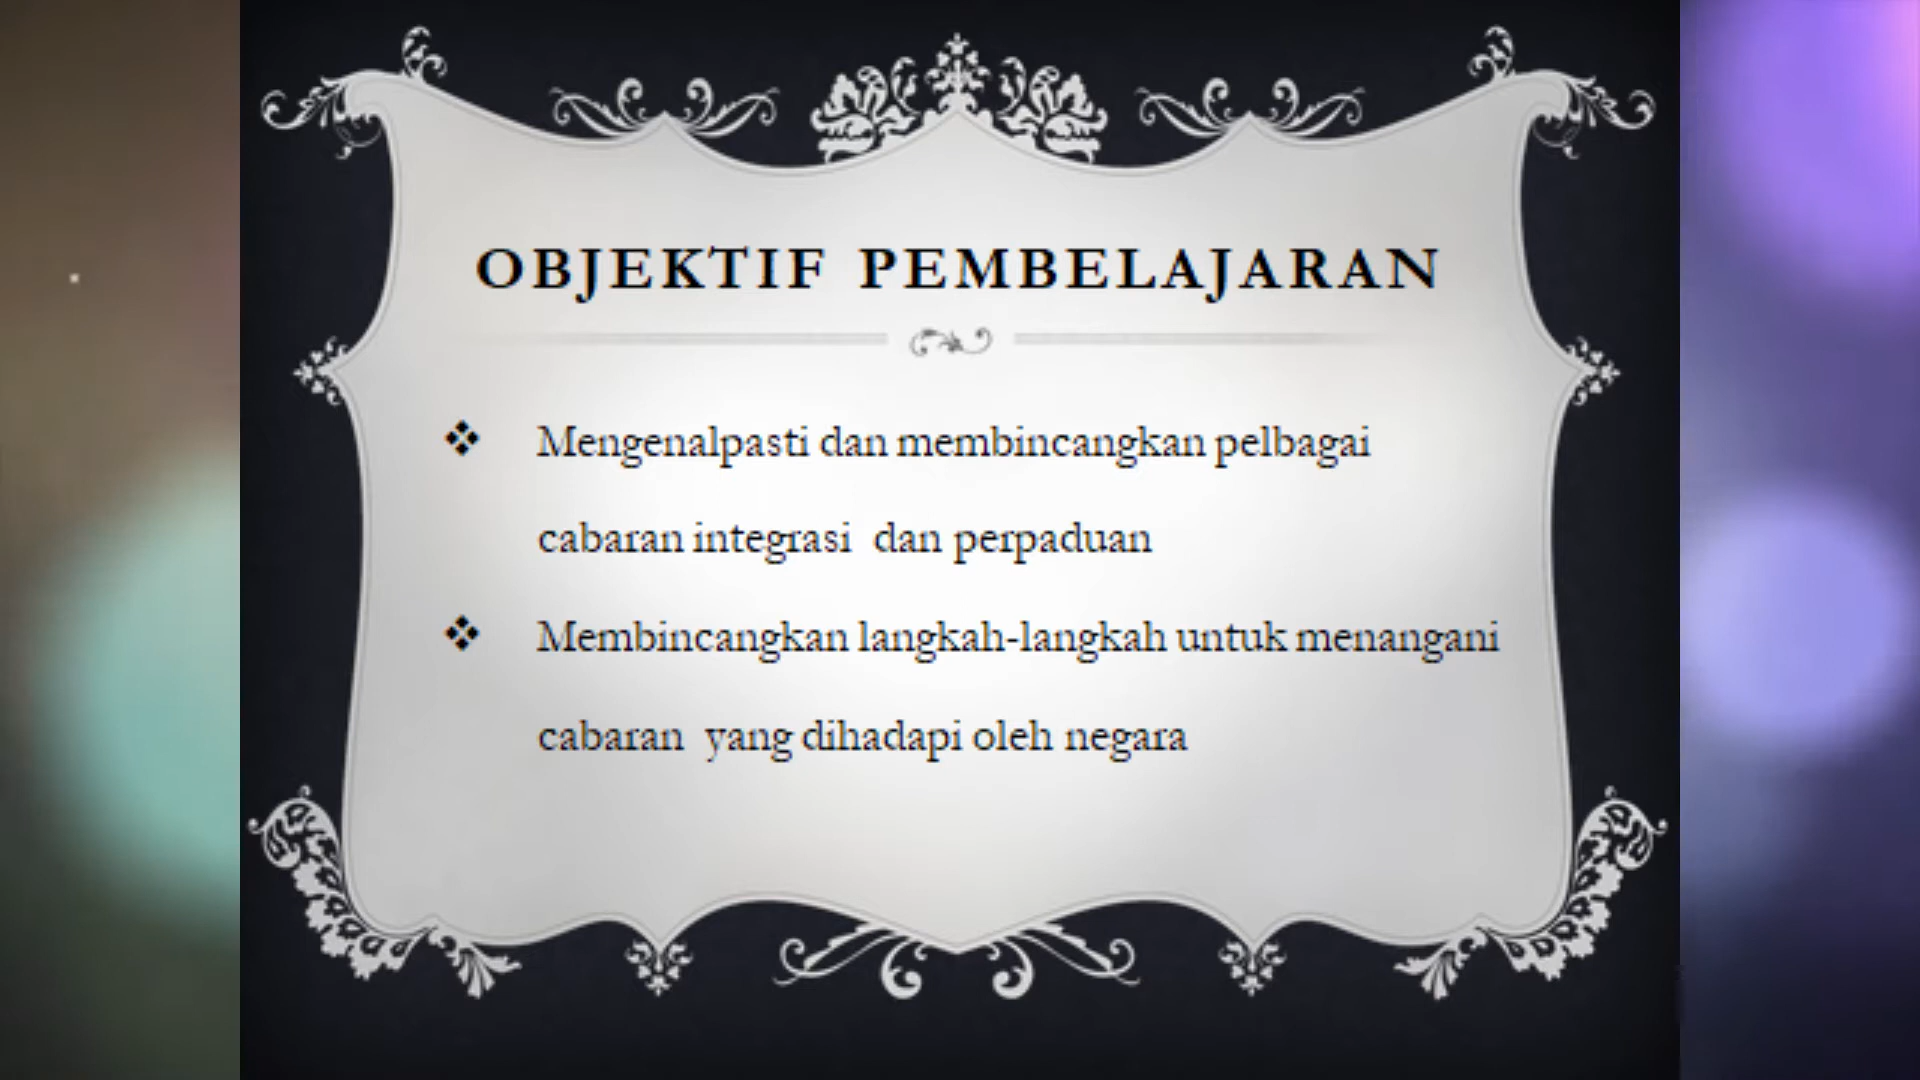 OBJEKTIF PEMBELAJARAN
Mengenalpasti dan membincangkan pelbagai
cabaran integrasi dan perpaduan
Membincangkan langkah-langkah untuk menangani
cabaran yang dihadapi oleh negara